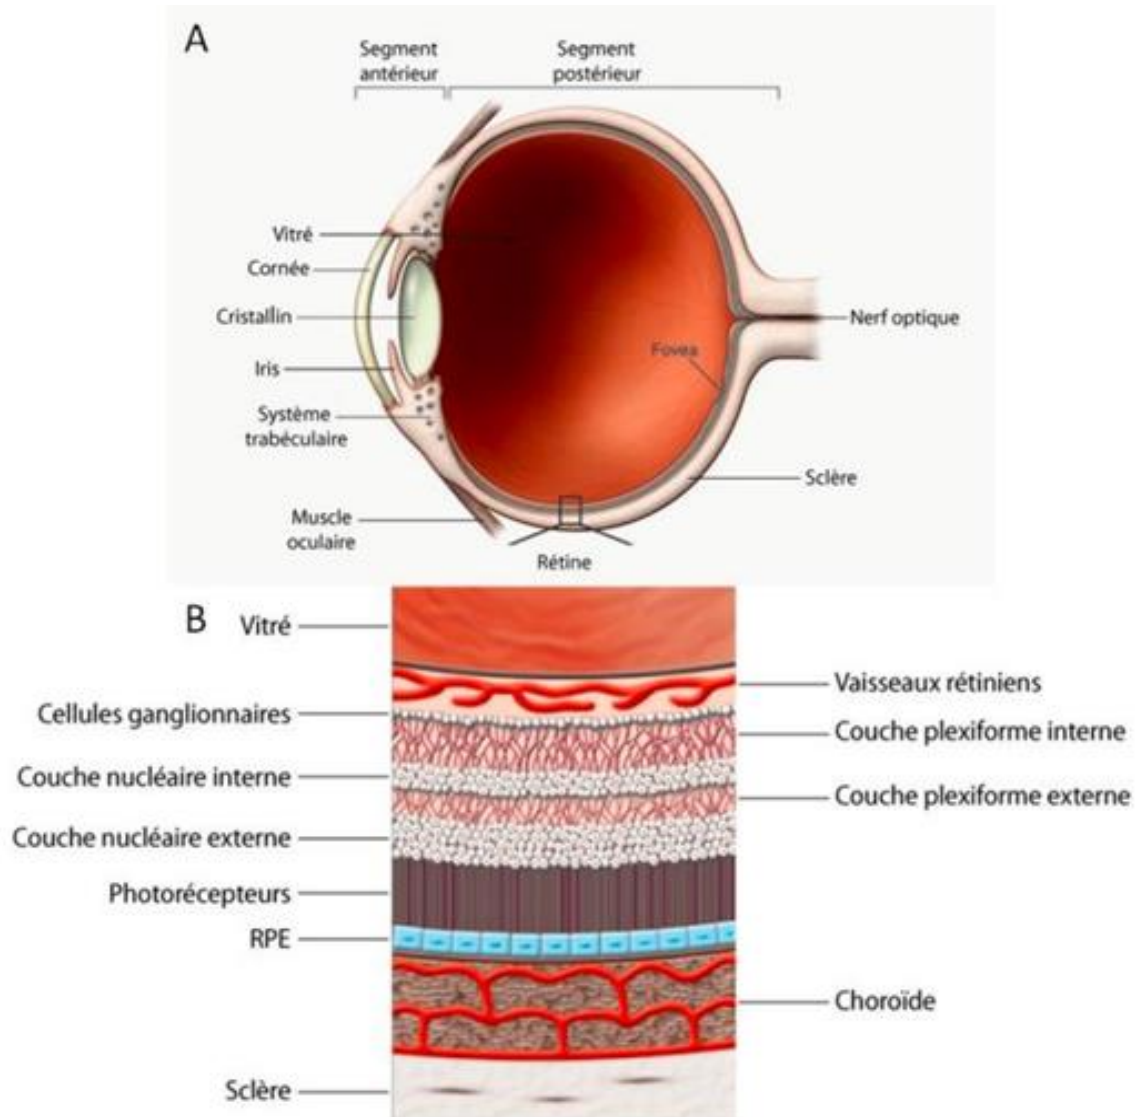 A
Segment
antérieur
Segment
postérieur
Vitré
Cornée
Cristallin
Iris
Système
trabéculaire
Muscle
oculaire
Nerf optique
Fovea
Sclère
Rétine
B
Vitré
Vaisseaux rétiniens
Cellules ganglionnaires
Couche plexiforme interne
Couche nucléaire interne
Couche plexiforme externe
Couche nucléaire externe
Photorécepteurs
RPE
Choroïde
Sclère